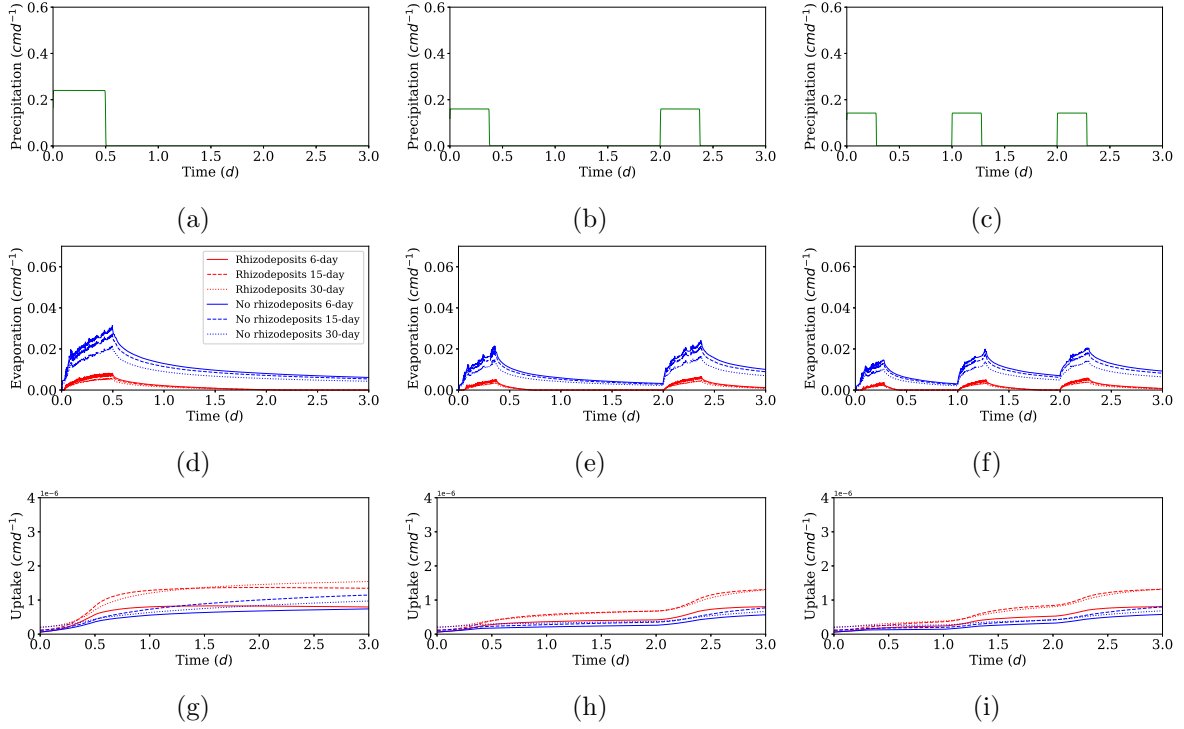 0.6
0.4
0.2
0.0
Precipitation (cmd⁻¹)
0.0 0.5 1.0 1.5 2.0 2.5 3.0
Time (d)
(a)
0.6
0.4
0.2
0.0
Precipitation (cmd⁻¹)
0.0 0.5 1.0 1.5 2.0 2.5 3.0
Time (d)
(b)
0.6
0.4
0.2
0.0
Precipitation (cmd⁻¹)
0.0 0.5 1.0 1.5 2.0 2.5 3.0
Time (d)
(c)
0.06
0.04
0.02
0.00
Evaporation (cmd⁻¹)
Rhizodeposits 6-day
Rhizodeposits 15-day
Rhizodeposits 30-day
No rhizodeposits 6-day
No rhizodeposits 15-day
No rhizodeposits 30-day
0.0 0.5 1.0 1.5 2.0 2.5 3.0
Time (d)
(d)
0.06
0.04
0.02
0.00
Evaporation (cmd⁻¹)
0.0 0.5 1.0 1.5 2.0 2.5 3.0
Time (d)
(e)
0.06
0.04
0.02
0.00
Evaporation (cmd⁻¹)
0.0 0.5 1.0 1.5 2.0 2.5 3.0
Time (d)
(f)
1e-6
4
3
2
1
0
Uptake (cmd⁻¹)
0.0 0.5 1.0 1.5 2.0 2.5 3.0
Time (d)
(g)
1e-6
4
3
2
1
0
Uptake (cmd⁻¹)
0.0 0.5 1.0 1.5 2.0 2.5 3.0
Time (d)
(h)
1e-6
4
3
2
1
0
Uptake (cmd⁻¹)
0.0 0.5 1.0 1.5 2.0 2.5 3.0
Time (d)
(i)